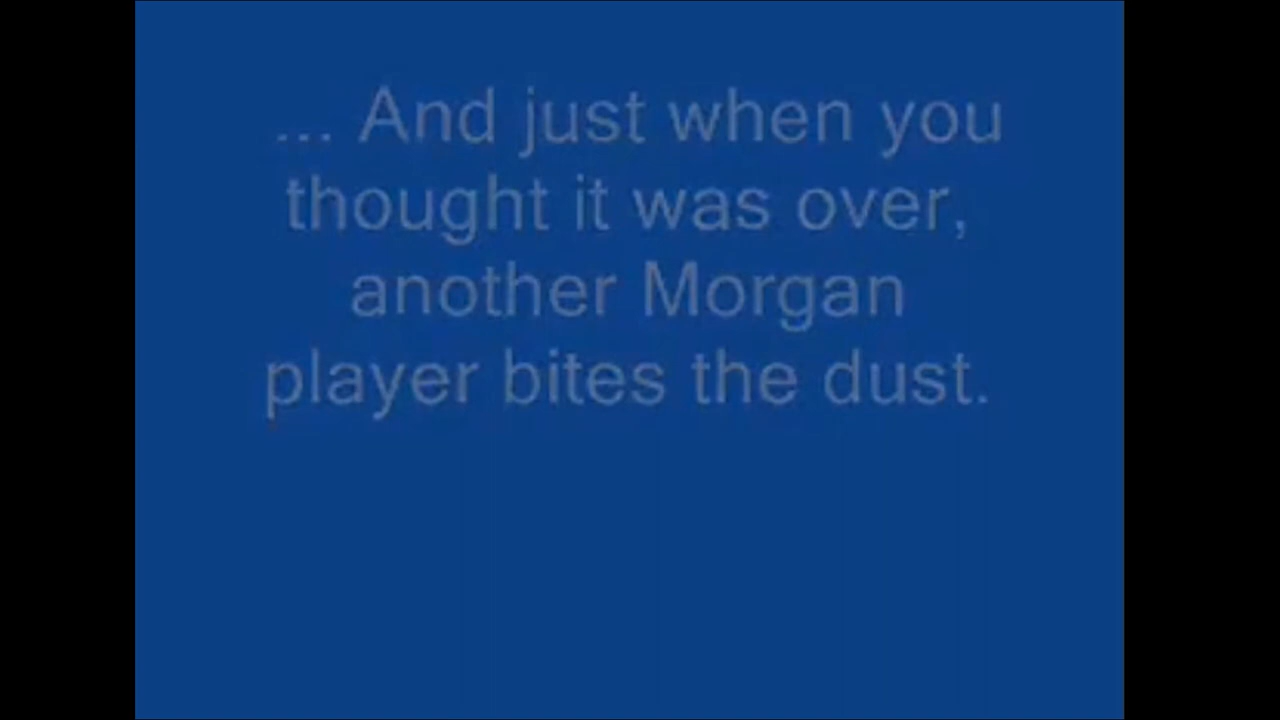 ... And just when you
thought it was over,
another Morgan
player bites the dust.